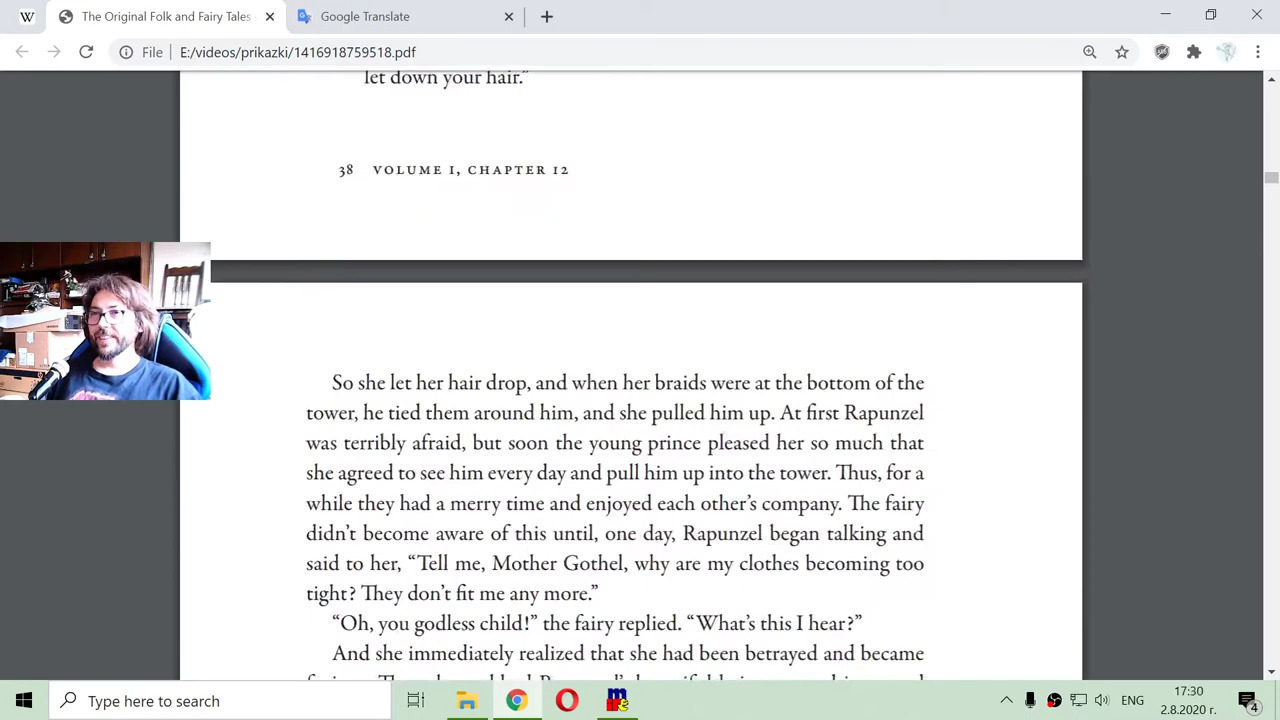 The Original Folk and Fairy Tales
Google Translate
File E:/videos/prikazki/1416918759518.pdf
let down your hair.”
38 VOLUME I, CHAPTER 12
So she let her hair drop, and when her braids were at the bottom of the
tower, he tied them around him, and she pulled him up. At first Rapunzel
was terribly afraid, but soon the young prince pleased her so much that
she agreed to see him every day and pull him up into the tower. Thus, for a
while they had a merry time and enjoyed each other’s company. The fairy
didn’t become aware of this until, one day, Rapunzel began talking and
said to her, “Tell me, Mother Gothel, why are my clothes becoming too
tight? They don’t fit me any more.”
“Oh, you godless child!” the fairy replied. “What’s this I hear?”
And she immediately realized that she had been betrayed and became
Type here to search
ЕНГ
17:30
2.8.2020 г.
4